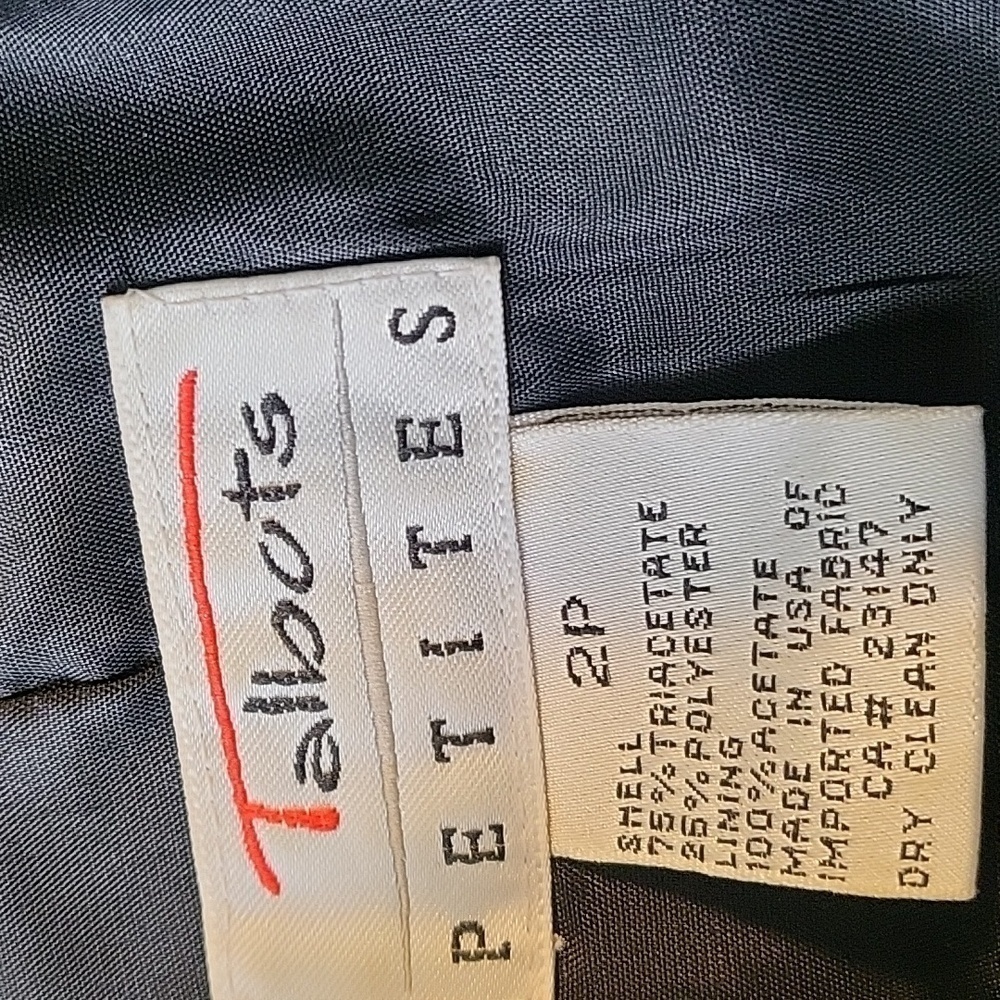 Talbots
PETITES
2P
SHELL
75% TRIACETATE
25% POLYESTER
LINING
100% ACETATE
MADE IN USA OF
IMPORTED FABRIC
CA# 23147
DRY CLEAN ONLY